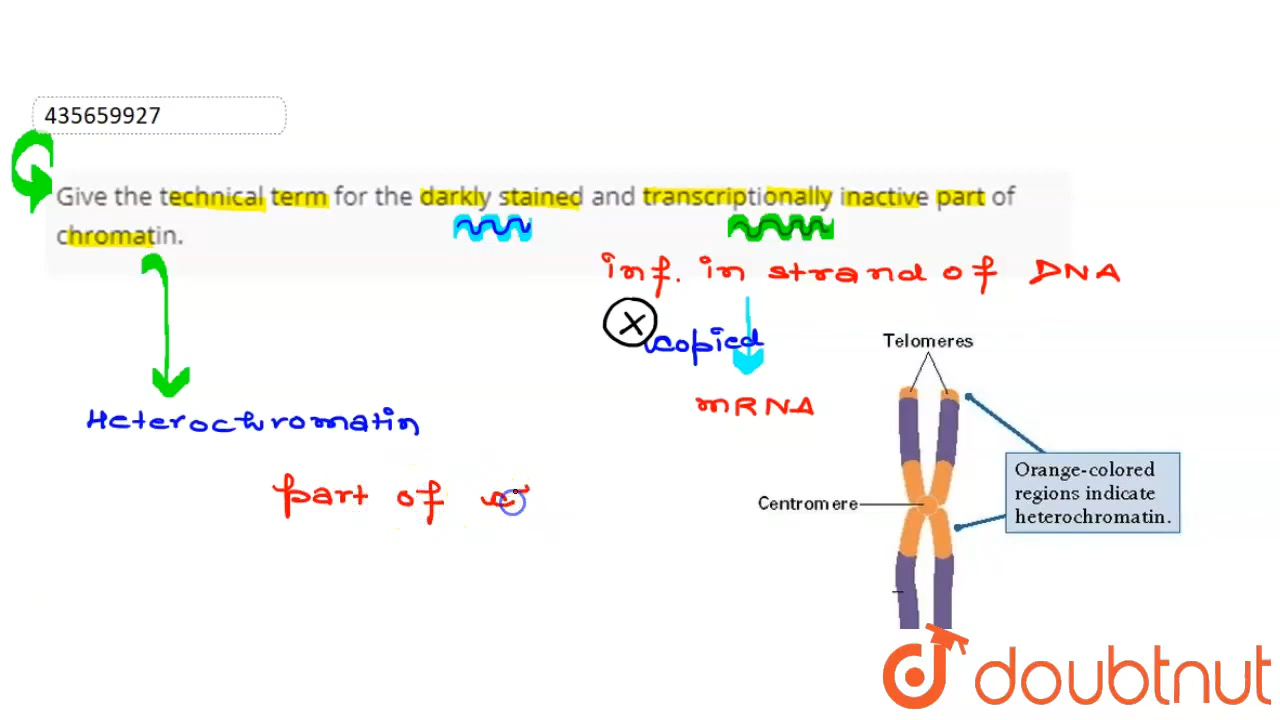 435659927
Give the technical term for the darkly stained and transcriptionally inactive part of
chromatin.
inf. in strand of DNA
X copied
mRNA
Heterochromatin
part of
Telomeres
Centromere
Orange-colored
regions indicate
heterochromatin.
doubtnut